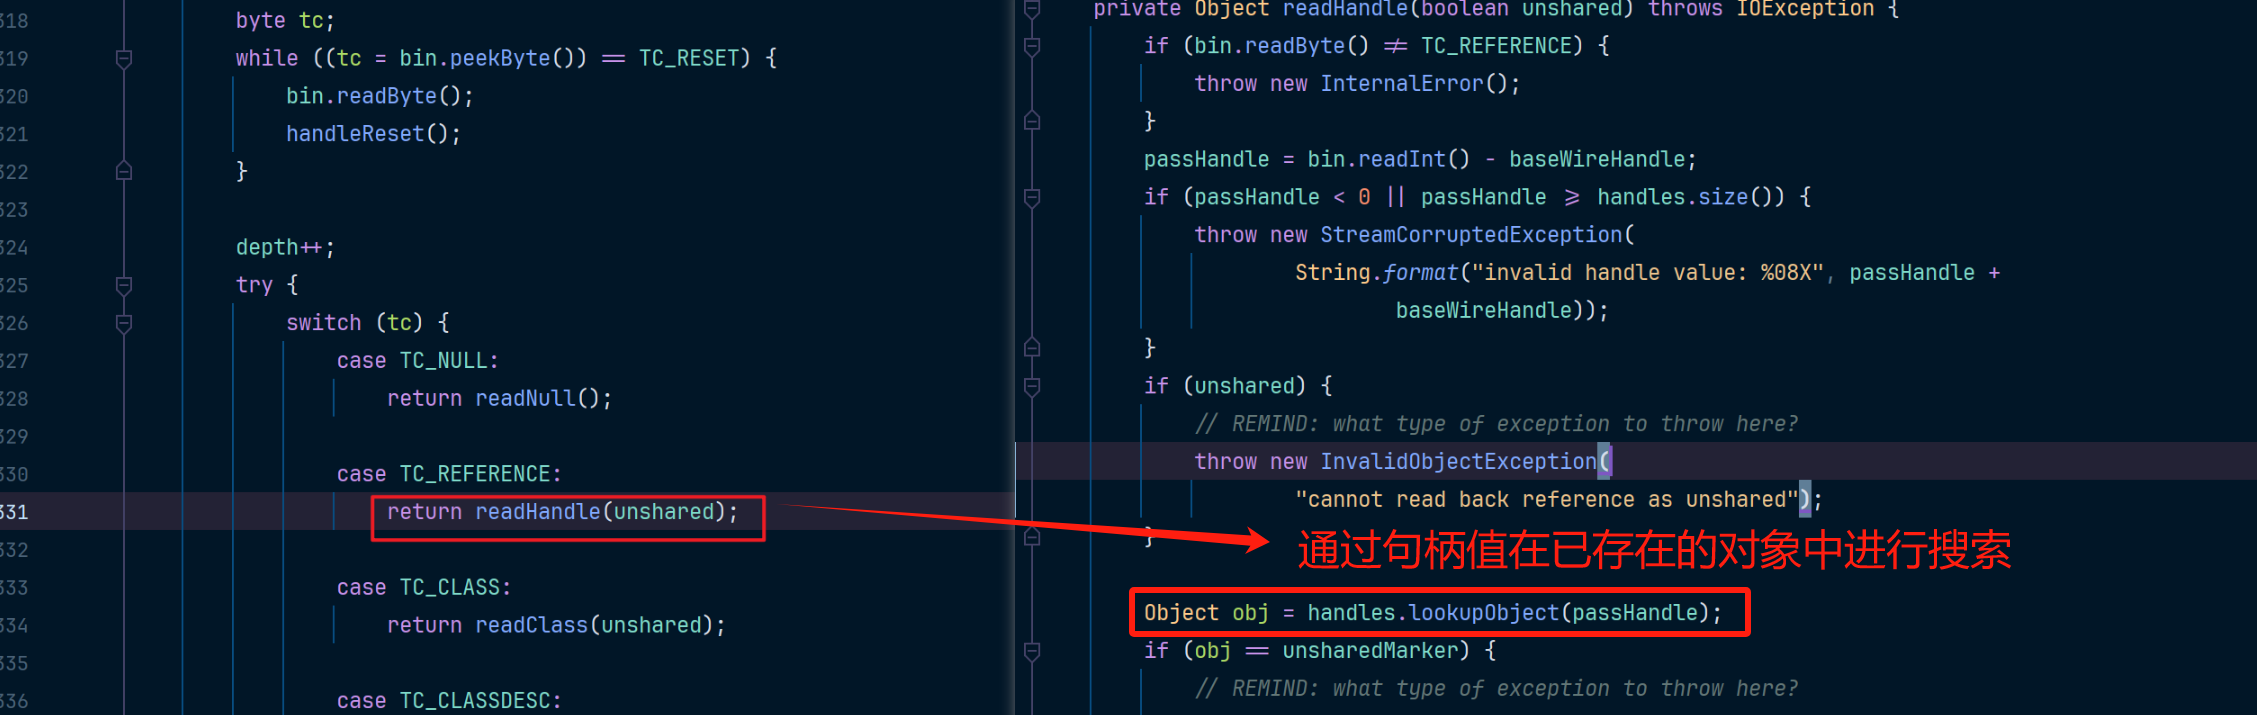 318 byte tc;
319 while ((tc = bin.peekByte()) == TC_RESET) {
320 bin.readByte();
321 handleReset();
322 }
323
324 depth++;
325 try {
326 switch (tc) {
327 case TC_NULL:
328 return readNull();
329
330 case TC_REFERENCE:
331 return readHandle(unshared);
332
333 case TC_CLASS:
334 return readClass(unshared);
335
336 case TC_CLASSDESC:
private Object readHandle(boolean unshared) throws IOException {
if (bin.readByte() != TC_REFERENCE) {
throw new InternalError();
}
passHandle = bin.readInt() - baseWireHandle;
if (passHandle < 0 || passHandle >= handles.size()) {
throw new StreamCorruptedException(
String.format("invalid handle value: %08X", passHandle +
baseWireHandle));
}
if (unshared) {
// REMIND: what type of exception to throw here?
throw new InvalidObjectException(
"cannot read back reference as unshared");
}
通过句柄值在已存在的对象中进行搜索
Object obj = handles.lookupObject(passHandle);
if (obj == unsharedMarker) {
// REMIND: what type of exception to throw here?